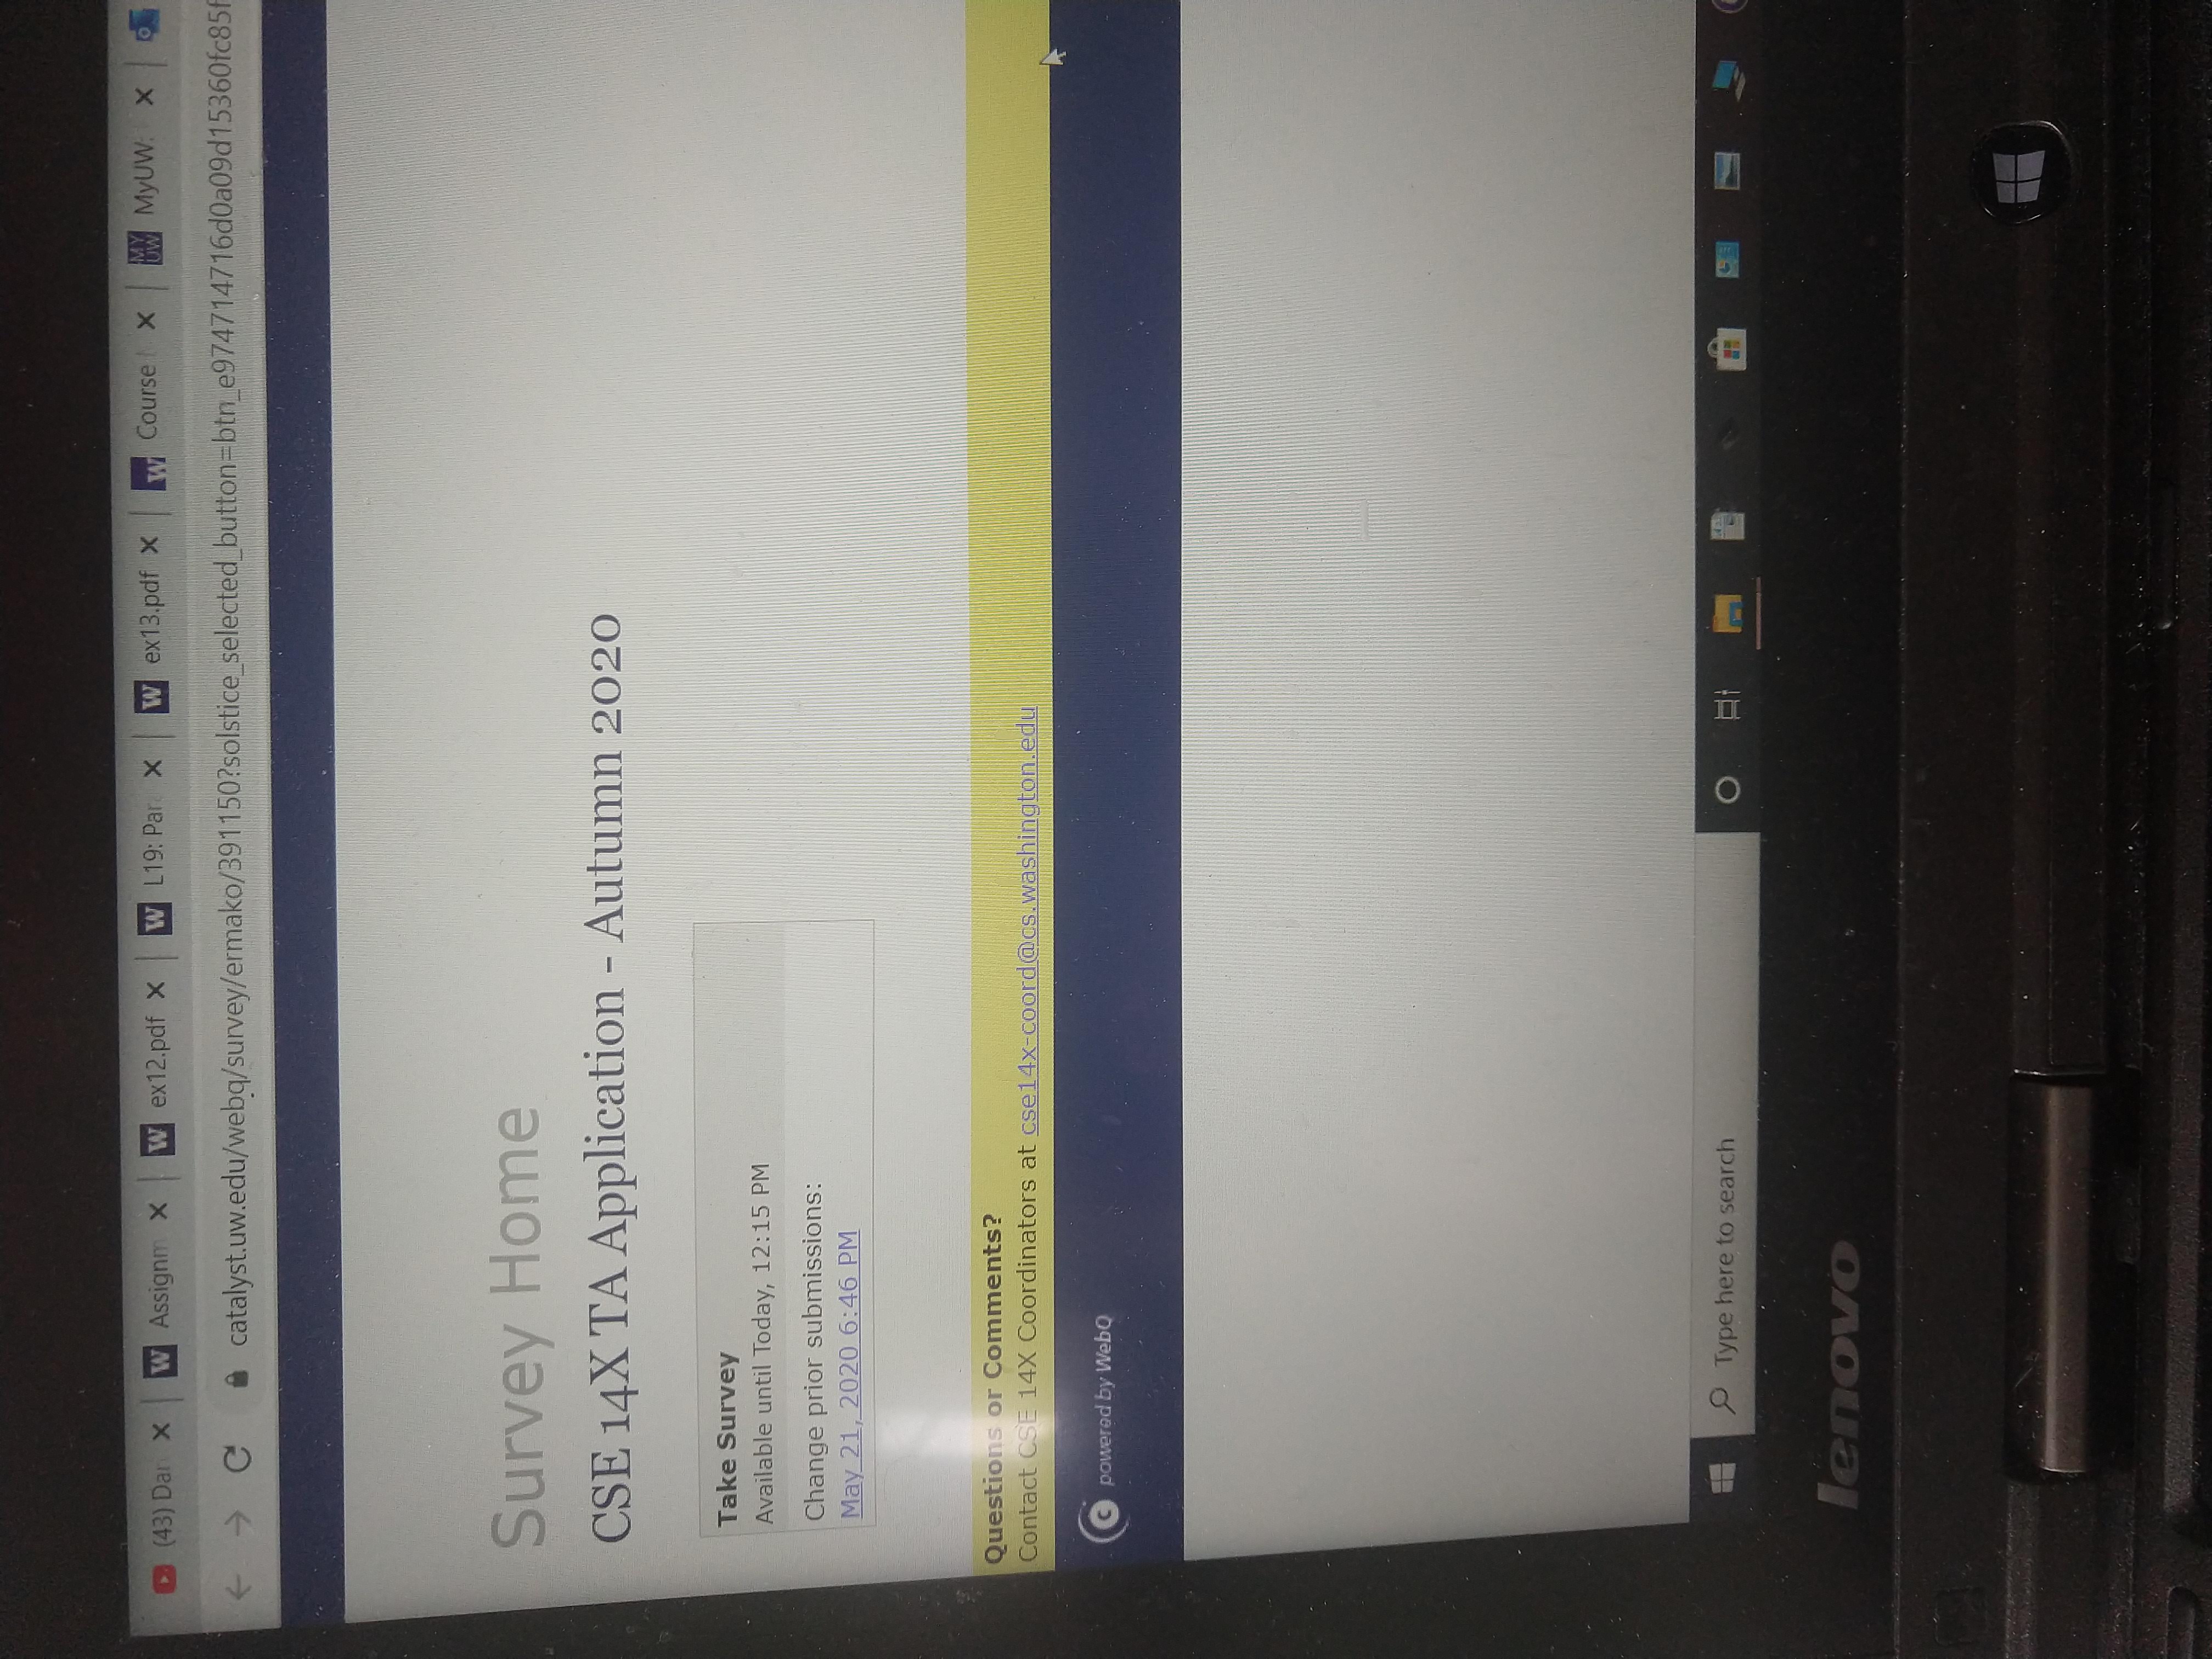 (43) Dar
Assignm
ex12.pdf
L19: Par
ex13.pdf
Course
MyUW:
catalyst.uw.edu/webq/survey/ermako/391150?solstice_selected_button=btn_e974714716d0a09d15360fc85f
Survey Home
CSE 14X TA Application - Autumn 2020
Take Survey
Available until Today, 12:15 PM
Change prior submissions:
May 21, 2020 6:46 PM
Questions or Comments?
Contact CSE 14X Coordinators at cse14x-coord@cs.washington.edu
powered by WebQ
Type here to search
lenovo